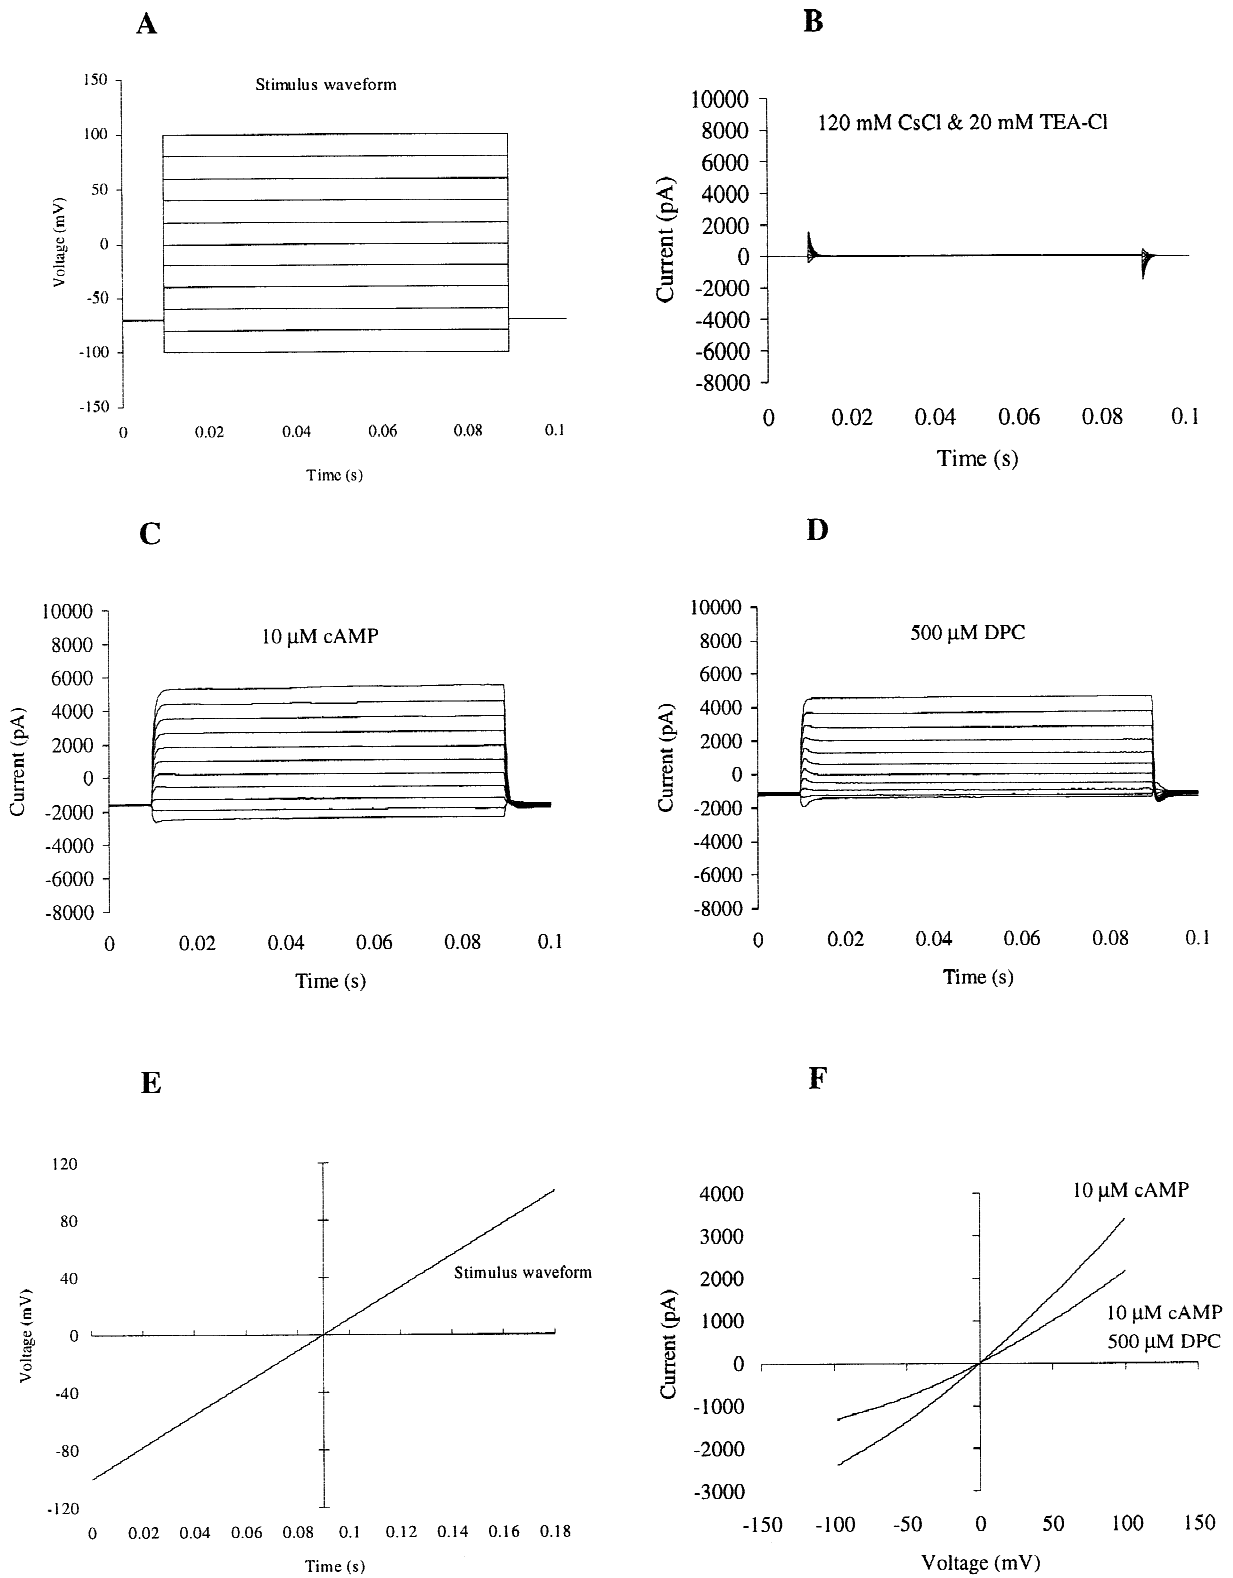 A
Stimulus waveform
150
100
50
0
-50
-100
-150
Voltage (mV)
0 0.02 0.04 0.06 0.08 0.1
Time (s)
B
120 mM CsCl & 20 mM TEA-Cl
10000
8000
6000
4000
2000
0
-2000
-4000
-6000
-8000
Current (pA)
0 0.02 0.04 0.06 0.08 0.1
Time (s)
C
10 µM cAMP
10000
8000
6000
4000
2000
0
-2000
-4000
-6000
-8000
Current (pA)
0 0.02 0.04 0.06 0.08 0.1
Time (s)
D
500 µM DPC
10000
8000
6000
4000
2000
0
-2000
-4000
-6000
-8000
Current (pA)
0 0.02 0.04 0.06 0.08 0.1
Time (s)
E
120
80
40
0
-40
-80
-120
Voltage (mV)
Stimulus waveform
0 0.02 0.04 0.06 0.08 0.1 0.12 0.14 0.16 0.18
Time (s)
F
10 µM cAMP
4000
3000
2000
1000
0
-1000
-2000
-3000
Current (pA)
10 µM cAMP
500 µM DPC
-150 -100 -50 0 50 100 150
Voltage (mV)